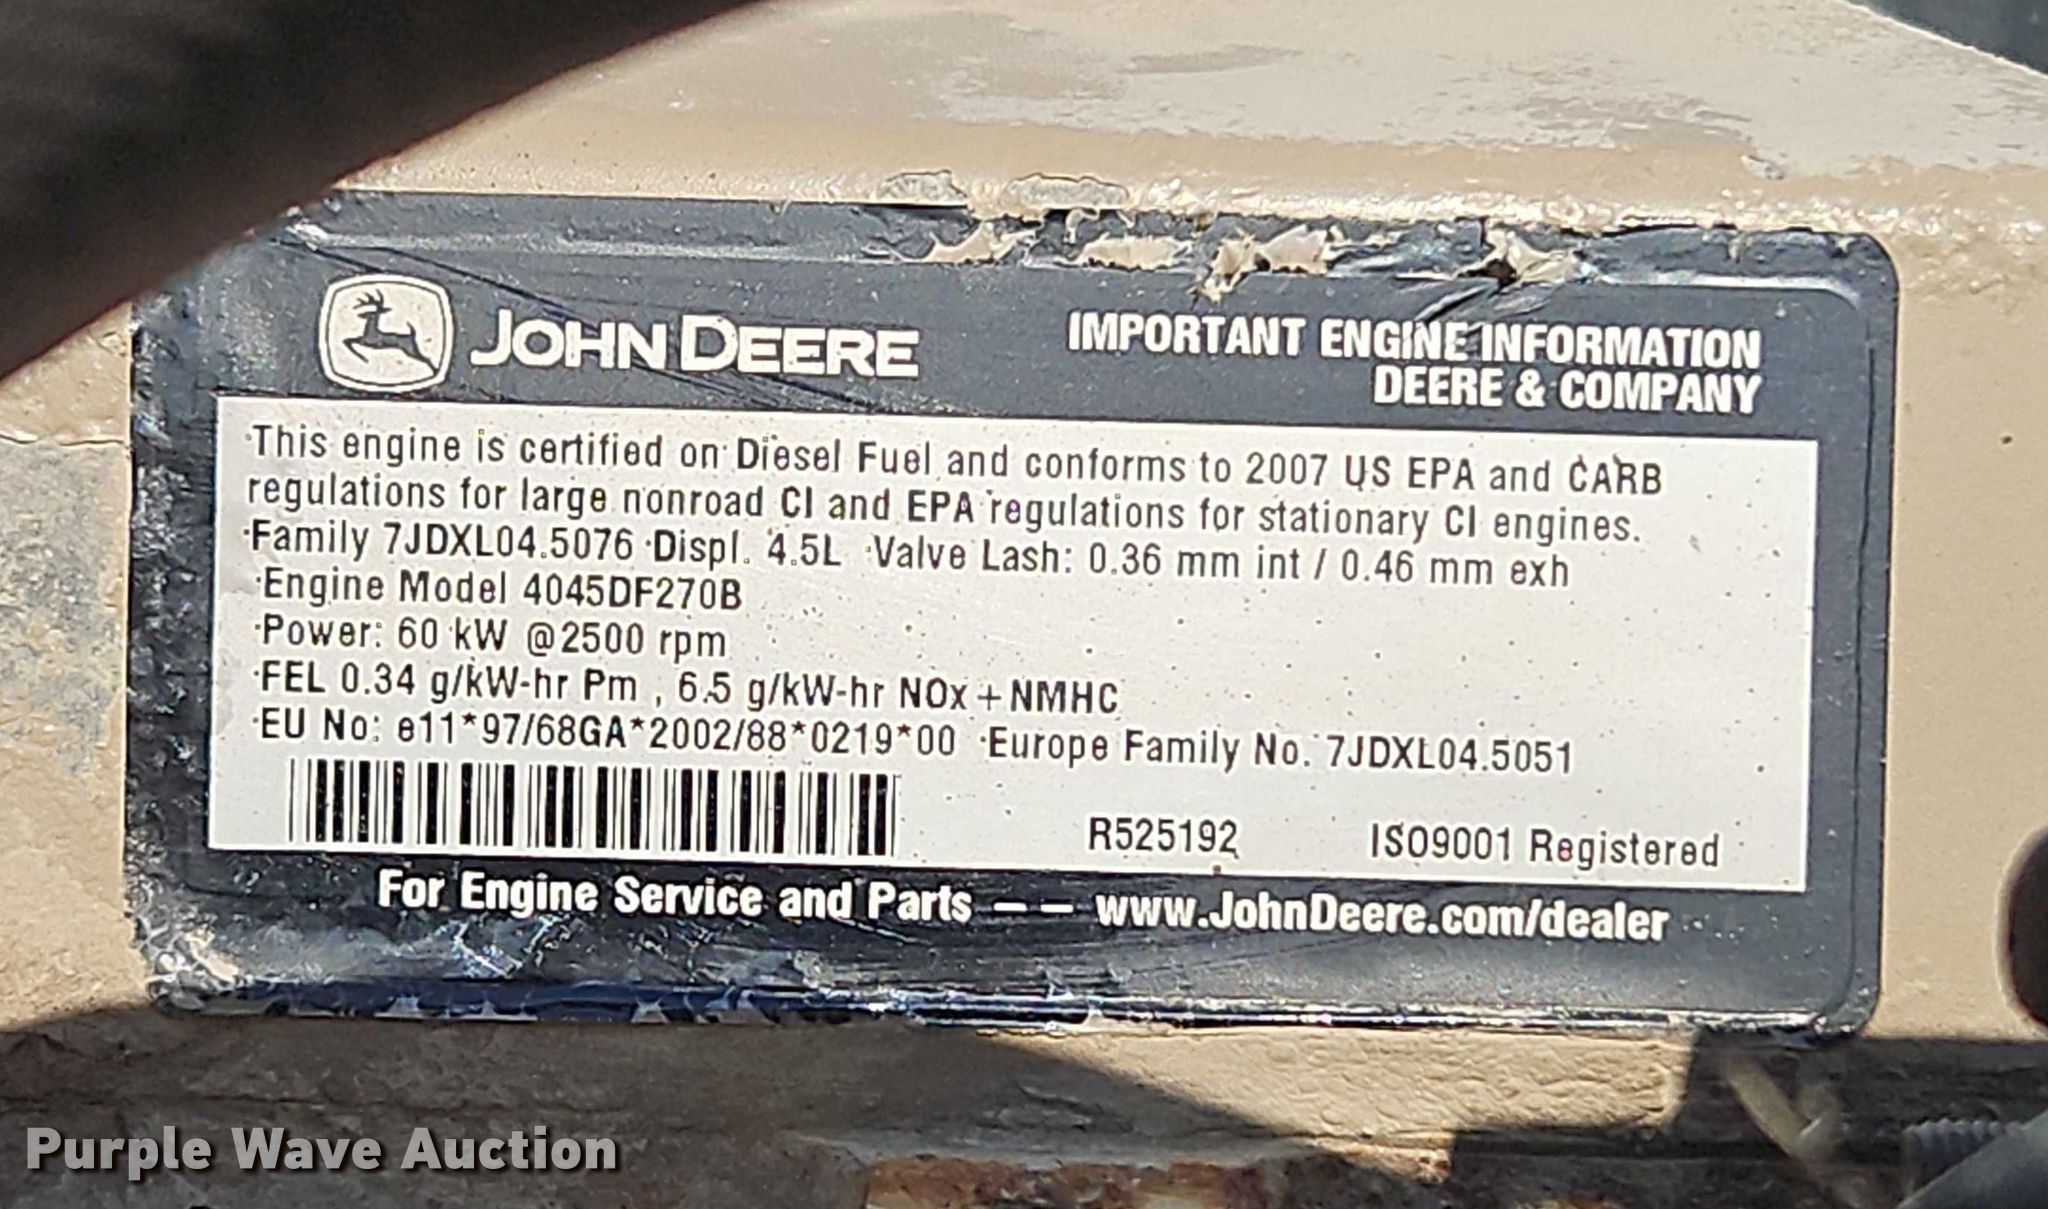 JOHN DEERE
IMPORTANT ENGINE INFORMATION
DEERE & COMPANY
·This engine is certified on Diesel Fuel and conforms to 2007 US EPA and CARB
regulations for large nonroad CI and EPA regulations for stationary CI engines.
·Family 7JDXL04.5076 ·Displ. 4.5L ·Valve Lash: 0.36 mm int / 0.46 mm exh
·Engine Model 4045DF270B
·Power: 60 kW @2500 rpm
·FEL 0.34 g/kW-hr Pm , 6.5 g/kW-hr NOx + NMHC
·EU No: e11*97/68GA*2002/88*0219*00 ·Europe Family No. 7JDXL04.5051
R525192 ISO9001 Registered
For Engine Service and Parts –– www.JohnDeere.com/dealer
Purple Wave Auction